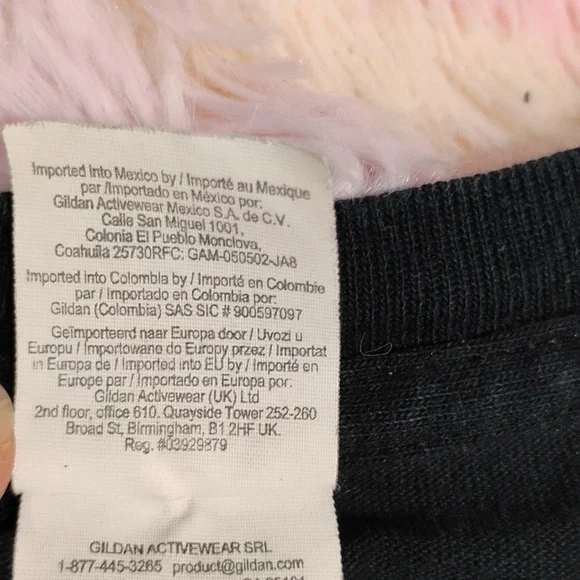 Imported into Mexico by / Importé au Mexique
par /Importado en México por:
Gildan Activewear Mexico S.A. de C.V.
Calle San Miguel 1001,
Colonia El Pueblo Monclova,
Coahuila 25730RFC: GAM-050502-JA8
Imported into Colombia by / Importé en Colombie
par / Importado en Colombia por:
Gildan (Colombia) SAS SIC # 900597097
Geïmporteerd naar Europa door / Uvozi u
Europu / Importowane do Europy przez / Importat
in Europa de / Imported into EU by / Importé en
Europe par / Importado en Europa por:
Gildan Activewear (UK) Ltd
2nd floor, office 610. Quayside Tower 252-260
Broad St, Birmingham, B1 2HF UK.
Reg. #03929879
GILDAN ACTIVEWEAR SRL
1-877-445-3265 product@gildan.com